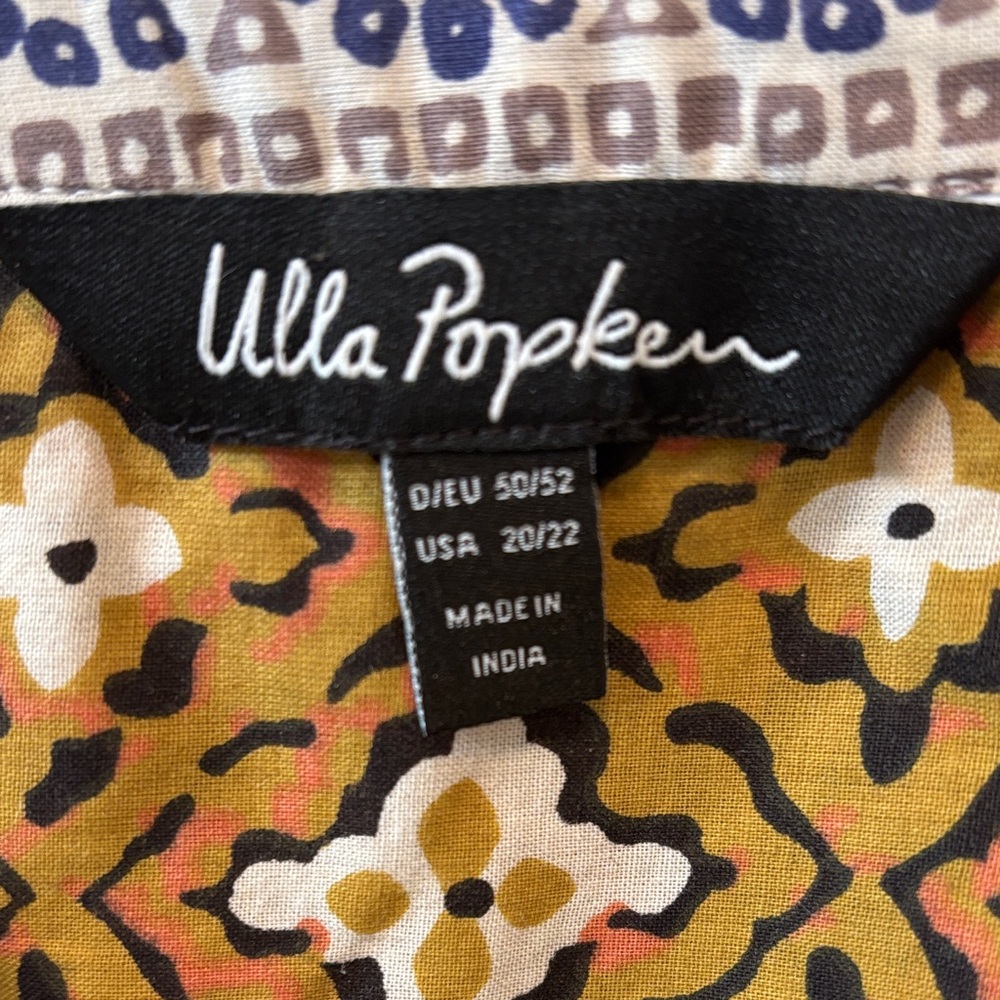 Ulla Popken
D/EU 50/52
USA 20/22
MADE IN
INDIA